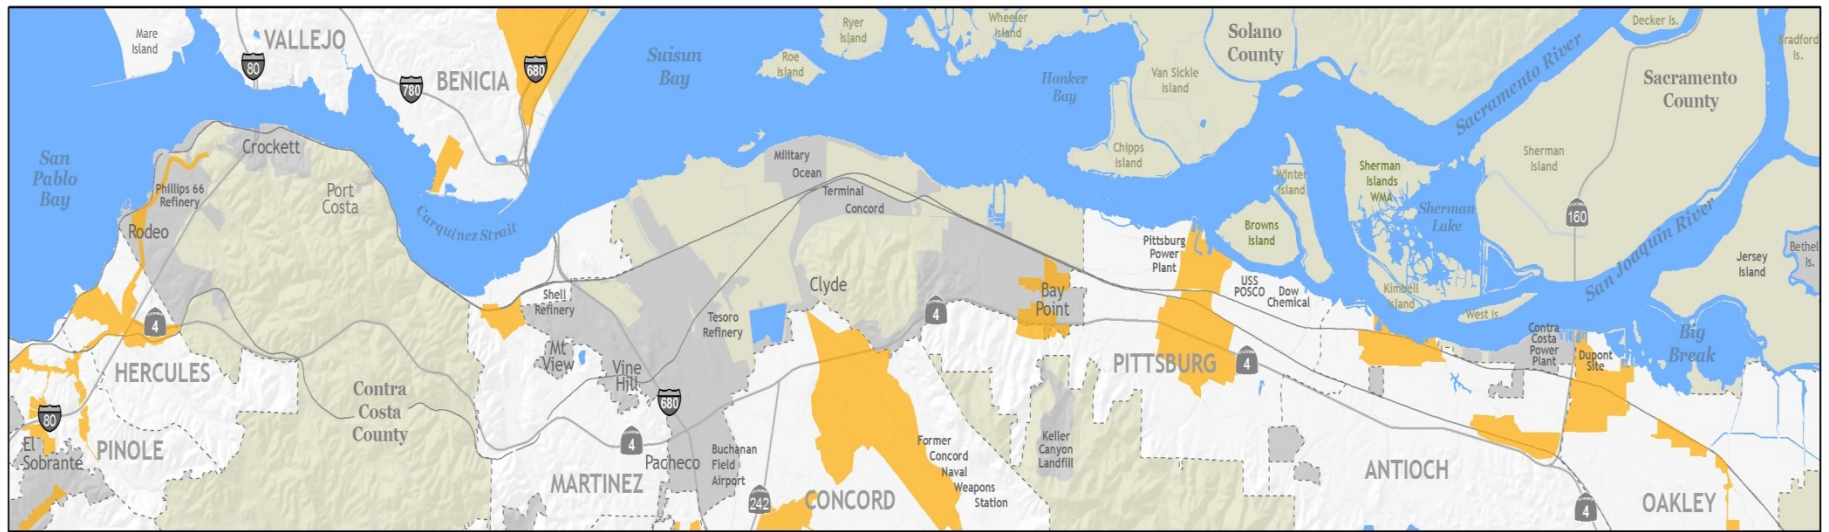 Mare
Island
VALLEJO
80
780
BENICIA
680
Suisun
Bay
Roe
Island
Ryer
Island
Wheeler
Island
Honker
Bay
Van Sickle
Island
Solano
County
Chipps
Island
Decker Is.
Sacramento River
Sacramento
County
Bradford
Is.
San
Pablo
Bay
Crockett
Phillips 66
Refinery
Rodeo
Port
Costa
Carquinez Strait
Military
Ocean
Terminal
Concord
Winter
Island
Browns
Island
Sherman
Islands
WMA
Sherman
Lake
Sherman
Island
160
San Joaquin River
Jersey
Island
Bethel
Is.
Pittsburg
Power
Plant
USS
POSCO
Dow
Chemical
Kimbell
Island
West Is.
Big
Break
Clyde
Bay
Point
Shell
Refinery
Tesoro
Refinery
4
4
4
HERCULES
Contra
Costa
County
Mt
View
Vine
Hill
680
PITTSBURG
Contra
Costa
Power
Plant
Dupont
Site
80
El
Sobrante
PINOLE
4
MARTINEZ
Pacheco
Buchanan
Field
Airport
242
CONCORD
Former
Concord
Naval
Weapons
Station
Keller
Canyon
Landfill
ANTIOCH
4
OAKLEY